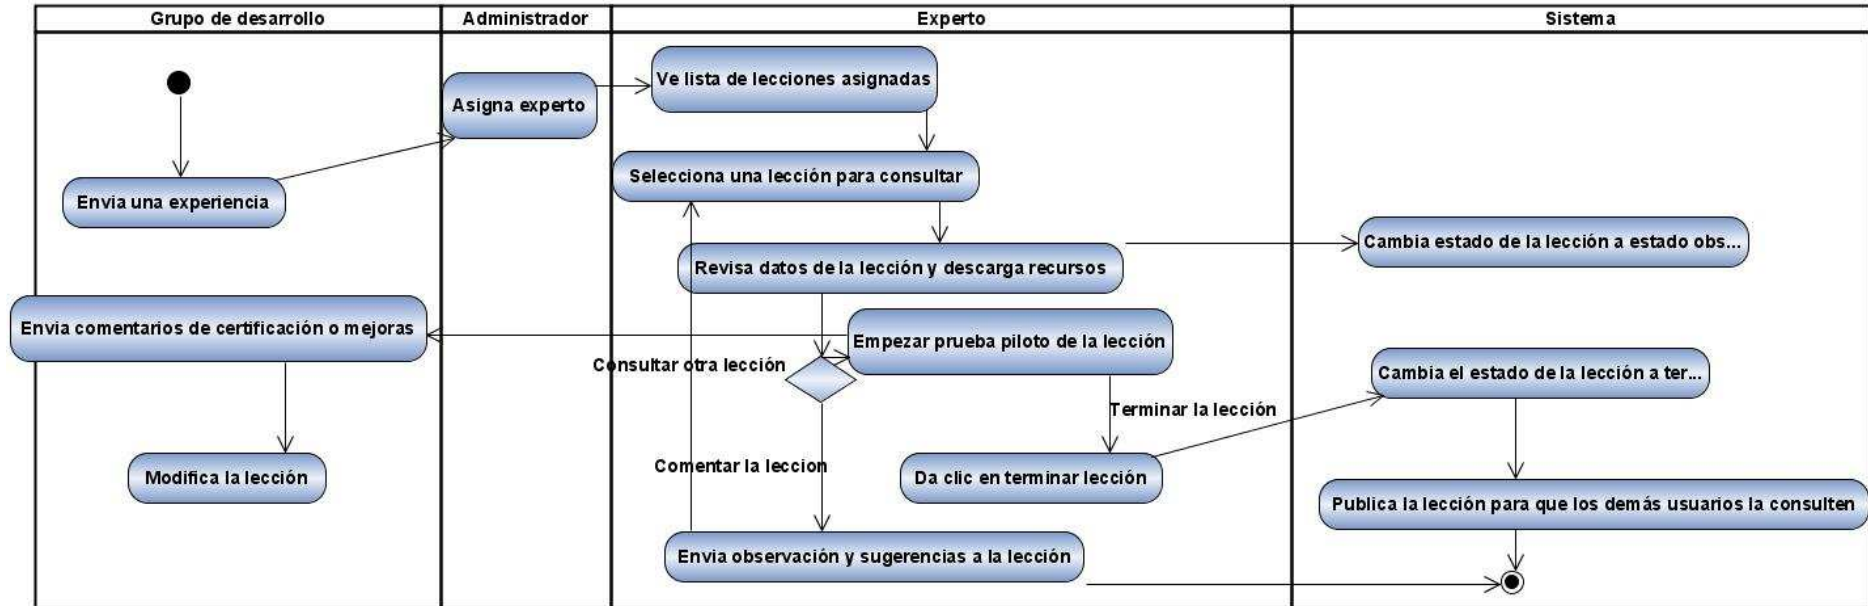 Grupo de desarrollo
Administrador
Experto
Sistema
Ve lista de lecciones asignadas
Asigna experto
Selecciona una lección para consultar
Envia una experiencia
Cambia estado de la lección a estado obs...
Revisa datos de la lección y descarga recursos
Envia comentarios de certificación o mejoras
Empezar prueba piloto de la lección
Consultar otra lección
Cambia el estado de la lección a ter...
Terminar la lección
Comentar la leccion
Modifica la lección
Da clic en terminar lección
Publica la lección para que los demás usuarios la consulten
Envia observación y sugerencias a la lección